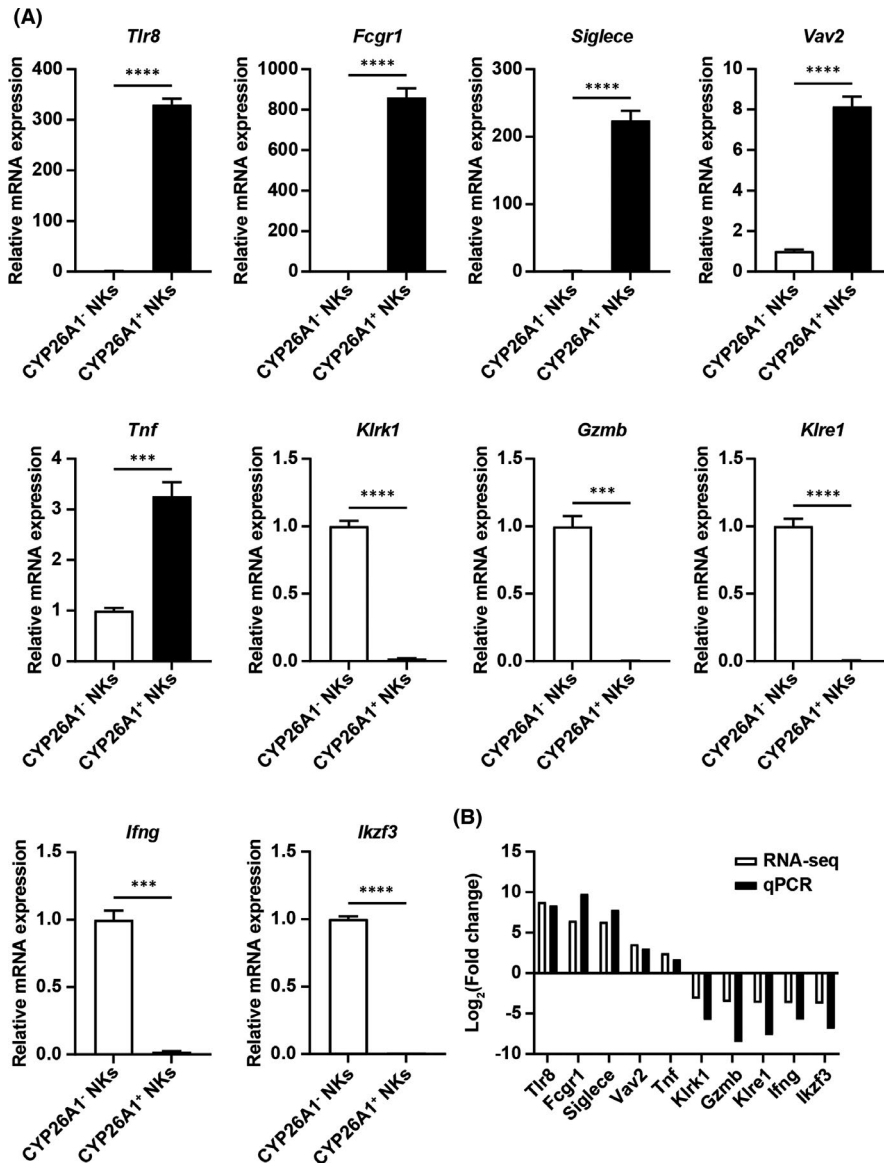 (A)
Tlr8
Relative mRNA expression
400
300
200
100
0
****
CYP26A1- NKs
CYP26A1+ NKs
Fcgr1
Relative mRNA expression
1000
800
600
400
200
0
****
CYP26A1- NKs
CYP26A1+ NKs
Siglece
Relative mRNA expression
300
200
100
0
****
CYP26A1- NKs
CYP26A1+ NKs
Vav2
Relative mRNA expression
10
8
6
4
2
0
****
CYP26A1- NKs
CYP26A1+ NKs
Tnf
Relative mRNA expression
4
3
2
1
0
***
CYP26A1- NKs
CYP26A1+ NKs
Klrk1
Relative mRNA expression
1.5
1.0
0.5
0.0
****
CYP26A1- NKs
CYP26A1+ NKs
Gzmb
Relative mRNA expression
1.5
1.0
0.5
0.0
***
CYP26A1- NKs
CYP26A1+ NKs
Klre1
Relative mRNA expression
1.5
1.0
0.5
0.0
****
CYP26A1- NKs
CYP26A1+ NKs
Ifng
Relative mRNA expression
1.5
1.0
0.5
0.0
***
CYP26A1- NKs
CYP26A1+ NKs
Ikzf3
Relative mRNA expression
1.5
1.0
0.5
0.0
****
CYP26A1- NKs
CYP26A1+ NKs
(B)
Log2(Fold change)
15
10
5
0
-5
-10
RNA-seq
qPCR
Tlr8
Fcgr1
Siglece
Vav2
Tnf
Klrk1
Gzmb
Klre1
Ifng
Ikzf3